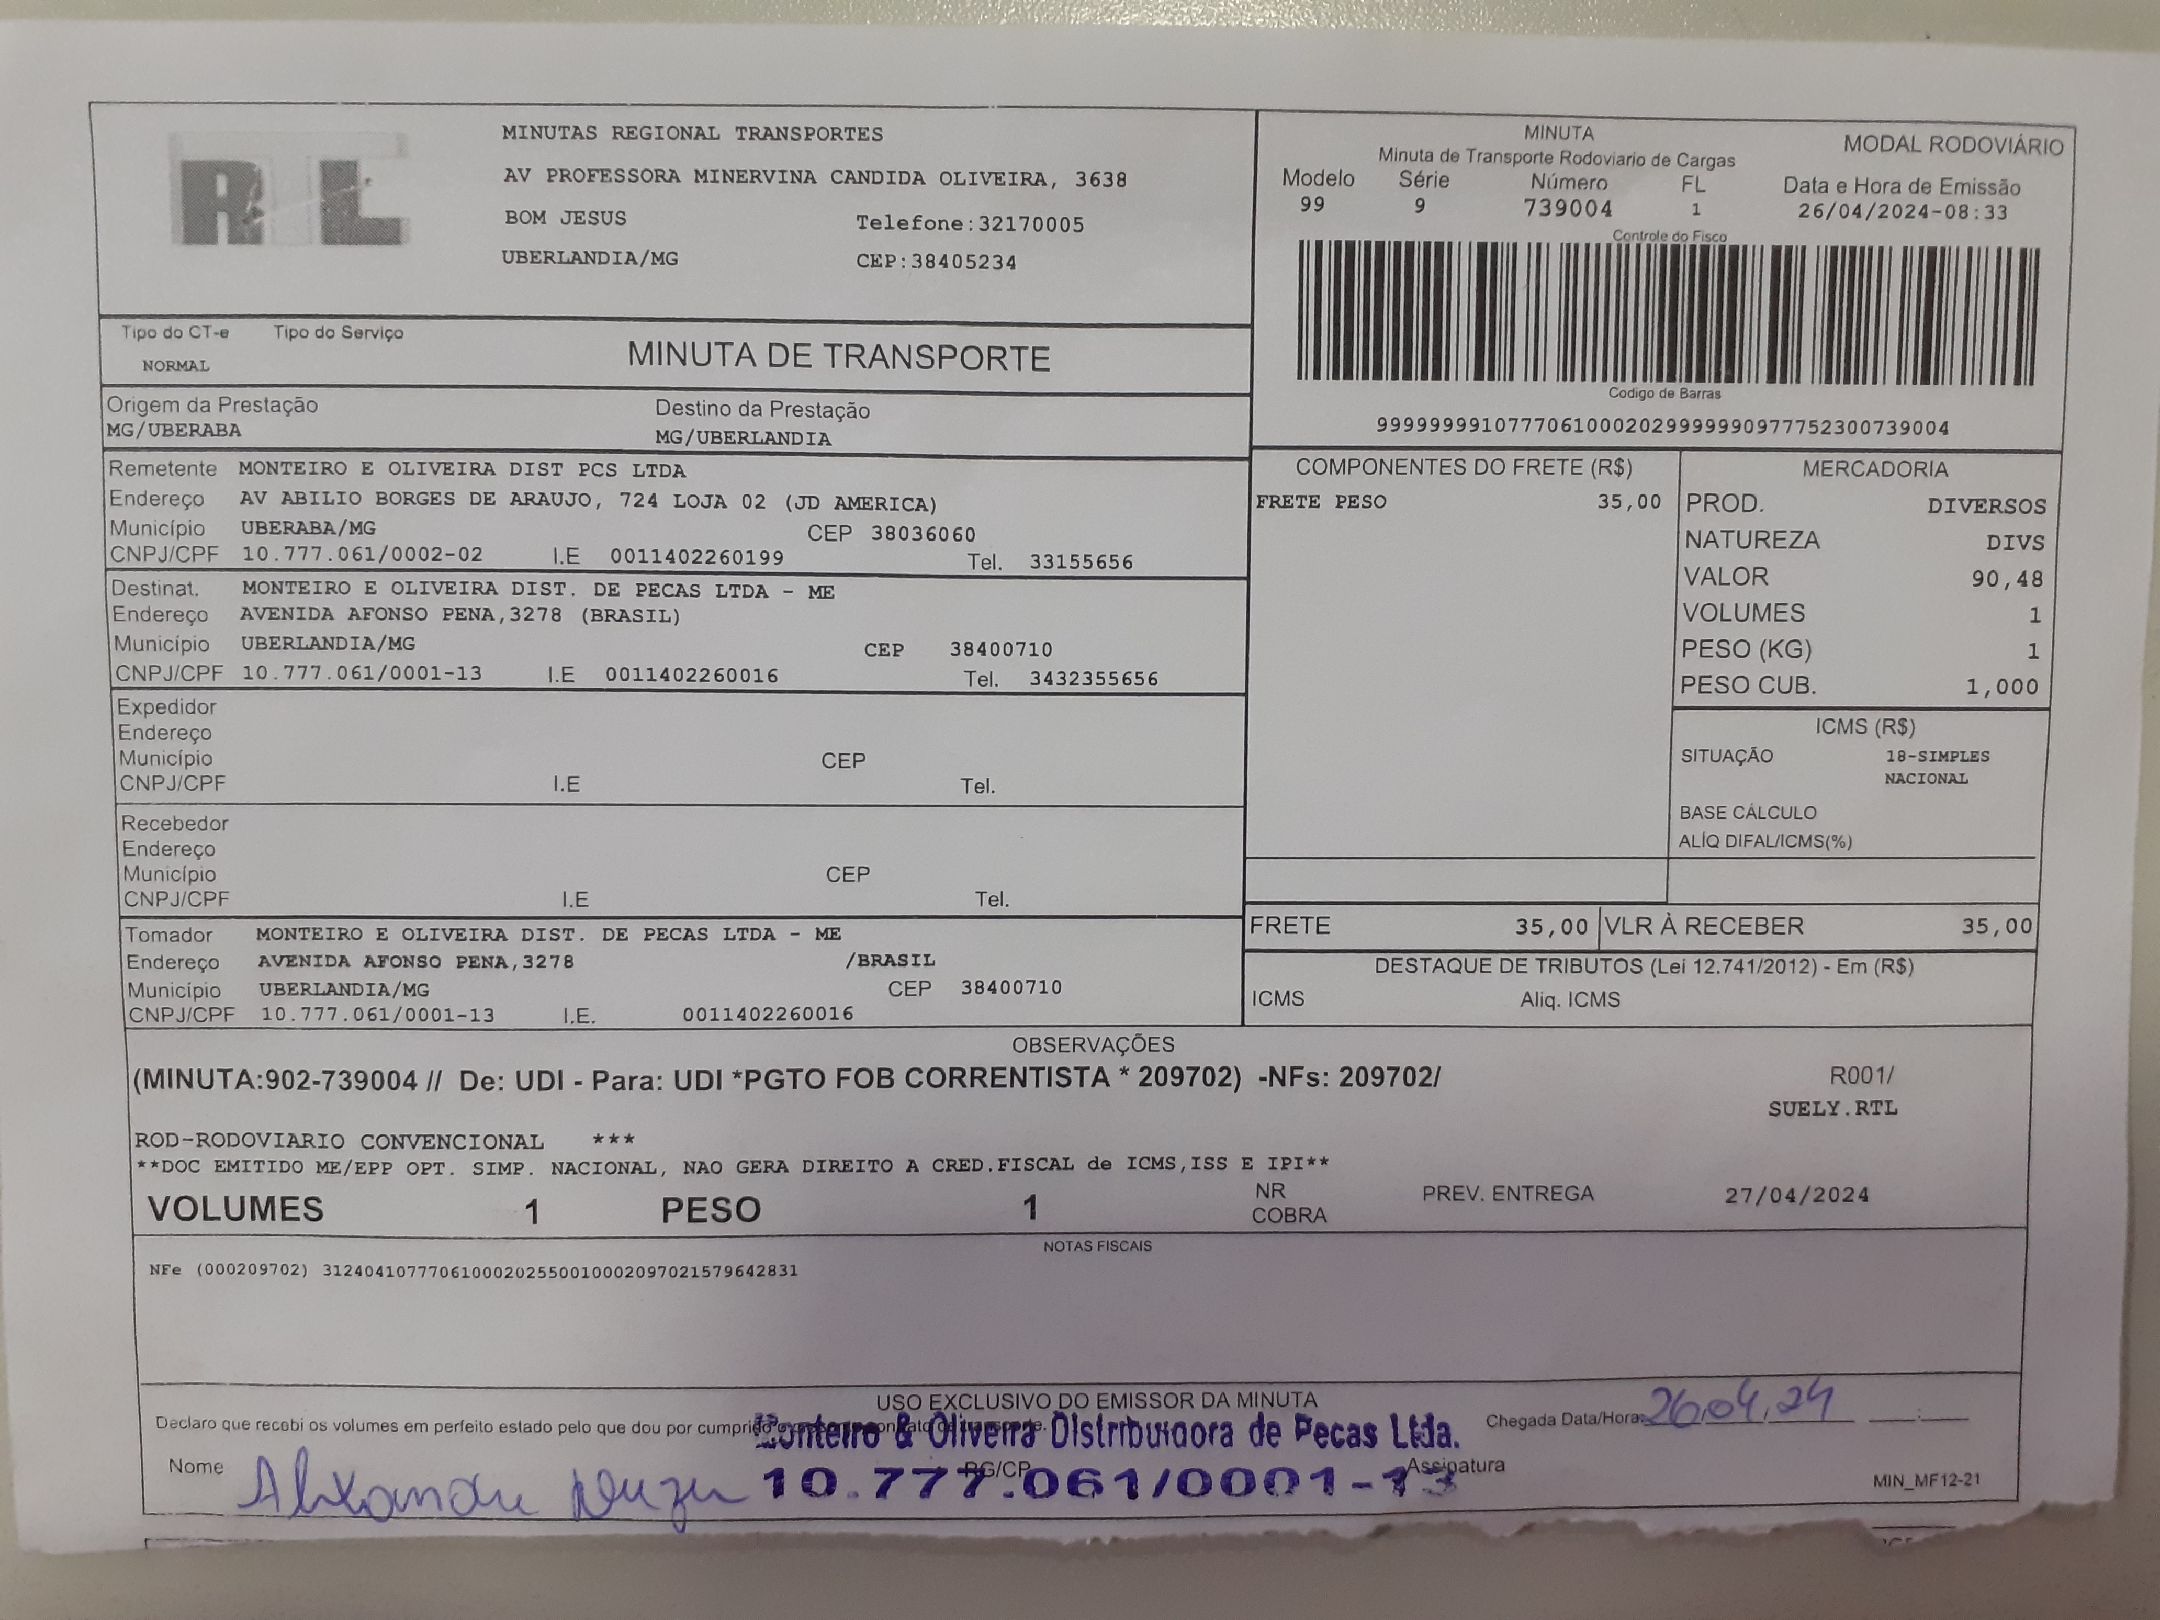 RTL
MINUTAS REGIONAL TRANSPORTES
AV PROFESSORA MINERVINA CANDIDA OLIVEIRA, 3638
BOM JESUS Telefone:32170005
UBERLANDIA/MG CEP:38405234
MINUTA MODAL RODOVIÁRIO
Minuta de Transporte Rodoviario de Cargas
Modelo Série Número FL Data e Hora de Emissão
99 9 739004 1 26/04/2024-08:33
Controle do Fisco
Codigo de Barras
99999999107770610002029999990977752300739004
Tipo do CT-e Tipo do Serviço
NORMAL
MINUTA DE TRANSPORTE
Origem da Prestação Destino da Prestação
MG/UBERABA MG/UBERLANDIA
Remetente MONTEIRO E OLIVEIRA DIST PCS LTDA
Endereço AV ABILIO BORGES DE ARAUJO, 724 LOJA 02 (JD AMERICA)
Município UBERABA/MG CEP 38036060
CNPJ/CPF 10.777.061/0002-02 I.E 0011402260199 Tel. 33155656
Destinat. MONTEIRO E OLIVEIRA DIST. DE PECAS LTDA - ME
Endereço AVENIDA AFONSO PENA,3278 (BRASIL)
Município UBERLANDIA/MG CEP 38400710
CNPJ/CPF 10.777.061/0001-13 I.E 0011402260016 Tel. 3432355656
Expedidor
Endereço
Município CEP
CNPJ/CPF I.E Tel.
Recebedor
Endereço
Município CEP
CNPJ/CPF I.E Tel.
Tomador MONTEIRO E OLIVEIRA DIST. DE PECAS LTDA - ME
Endereço AVENIDA AFONSO PENA,3278 /BRASIL
Município UBERLANDIA/MG CEP 38400710
CNPJ/CPF 10.777.061/0001-13 I.E. 0011402260016
COMPONENTES DO FRETE (R$)
FRETE PESO 35,00
MERCADORIA
PROD. DIVERSOS
NATUREZA DIVS
VALOR 90,48
VOLUMES 1
PESO (KG) 1
PESO CUB. 1,000
ICMS (R$)
SITUAÇÃO 18-SIMPLES
NACIONAL
BASE CÁLCULO
ALÍQ DIFAL/ICMS(%)
FRETE 35,00 VLR À RECEBER 35,00
DESTAQUE DE TRIBUTOS (Lei 12.741/2012) - Em (R$)
ICMS Aliq. ICMS
OBSERVAÇÕES
(MINUTA:902-739004 // De: UDI - Para: UDI *PGTO FOB CORRENTISTA * 209702) -NFs: 209702/ R001/
SUELY.RTL
ROD-RODOVIARIO CONVENCIONAL ***
**DOC EMITIDO ME/EPP OPT. SIMP. NACIONAL, NAO GERA DIREITO A CRED.FISCAL de ICMS,ISS E IPI**
VOLUMES 1 PESO 1 NR COBRA PREV. ENTREGA 27/04/2024
NOTAS FISCAIS
NFe (000209702) 31240410777061000202550010002097021579642831
USO EXCLUSIVO DO EMISSOR DA MINUTA
Declaro que recebi os volumes em perfeito estado pelo que dou por cumprido contrato de transporte. Chegada Data/Hora: 26.04.24
Monteiro & Oliveira Distribuidora de Pecas Ltda.
Nome Alexandre RG/CP Assinatura
10.777.061/0001-13
MIN_MF12-21